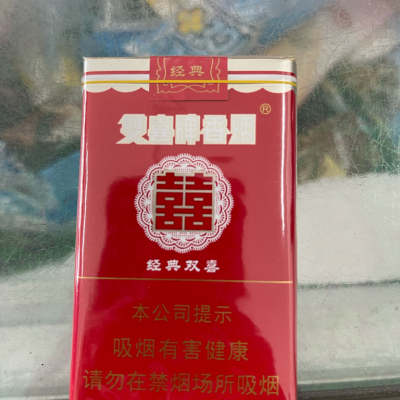 经典
双喜牌香烟®
囍
经典双喜
本公司提示
吸烟有害健康
请勿在禁烟场所吸烟